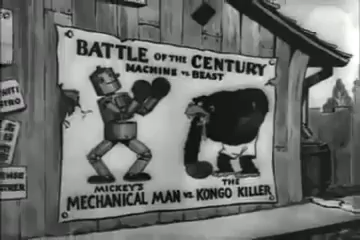 BATTLE OF THE CENTURY
MACHINE VS. BEAST
MICKEY'S
MECHANICAL MAN
VS.
THE
KONGO KILLER